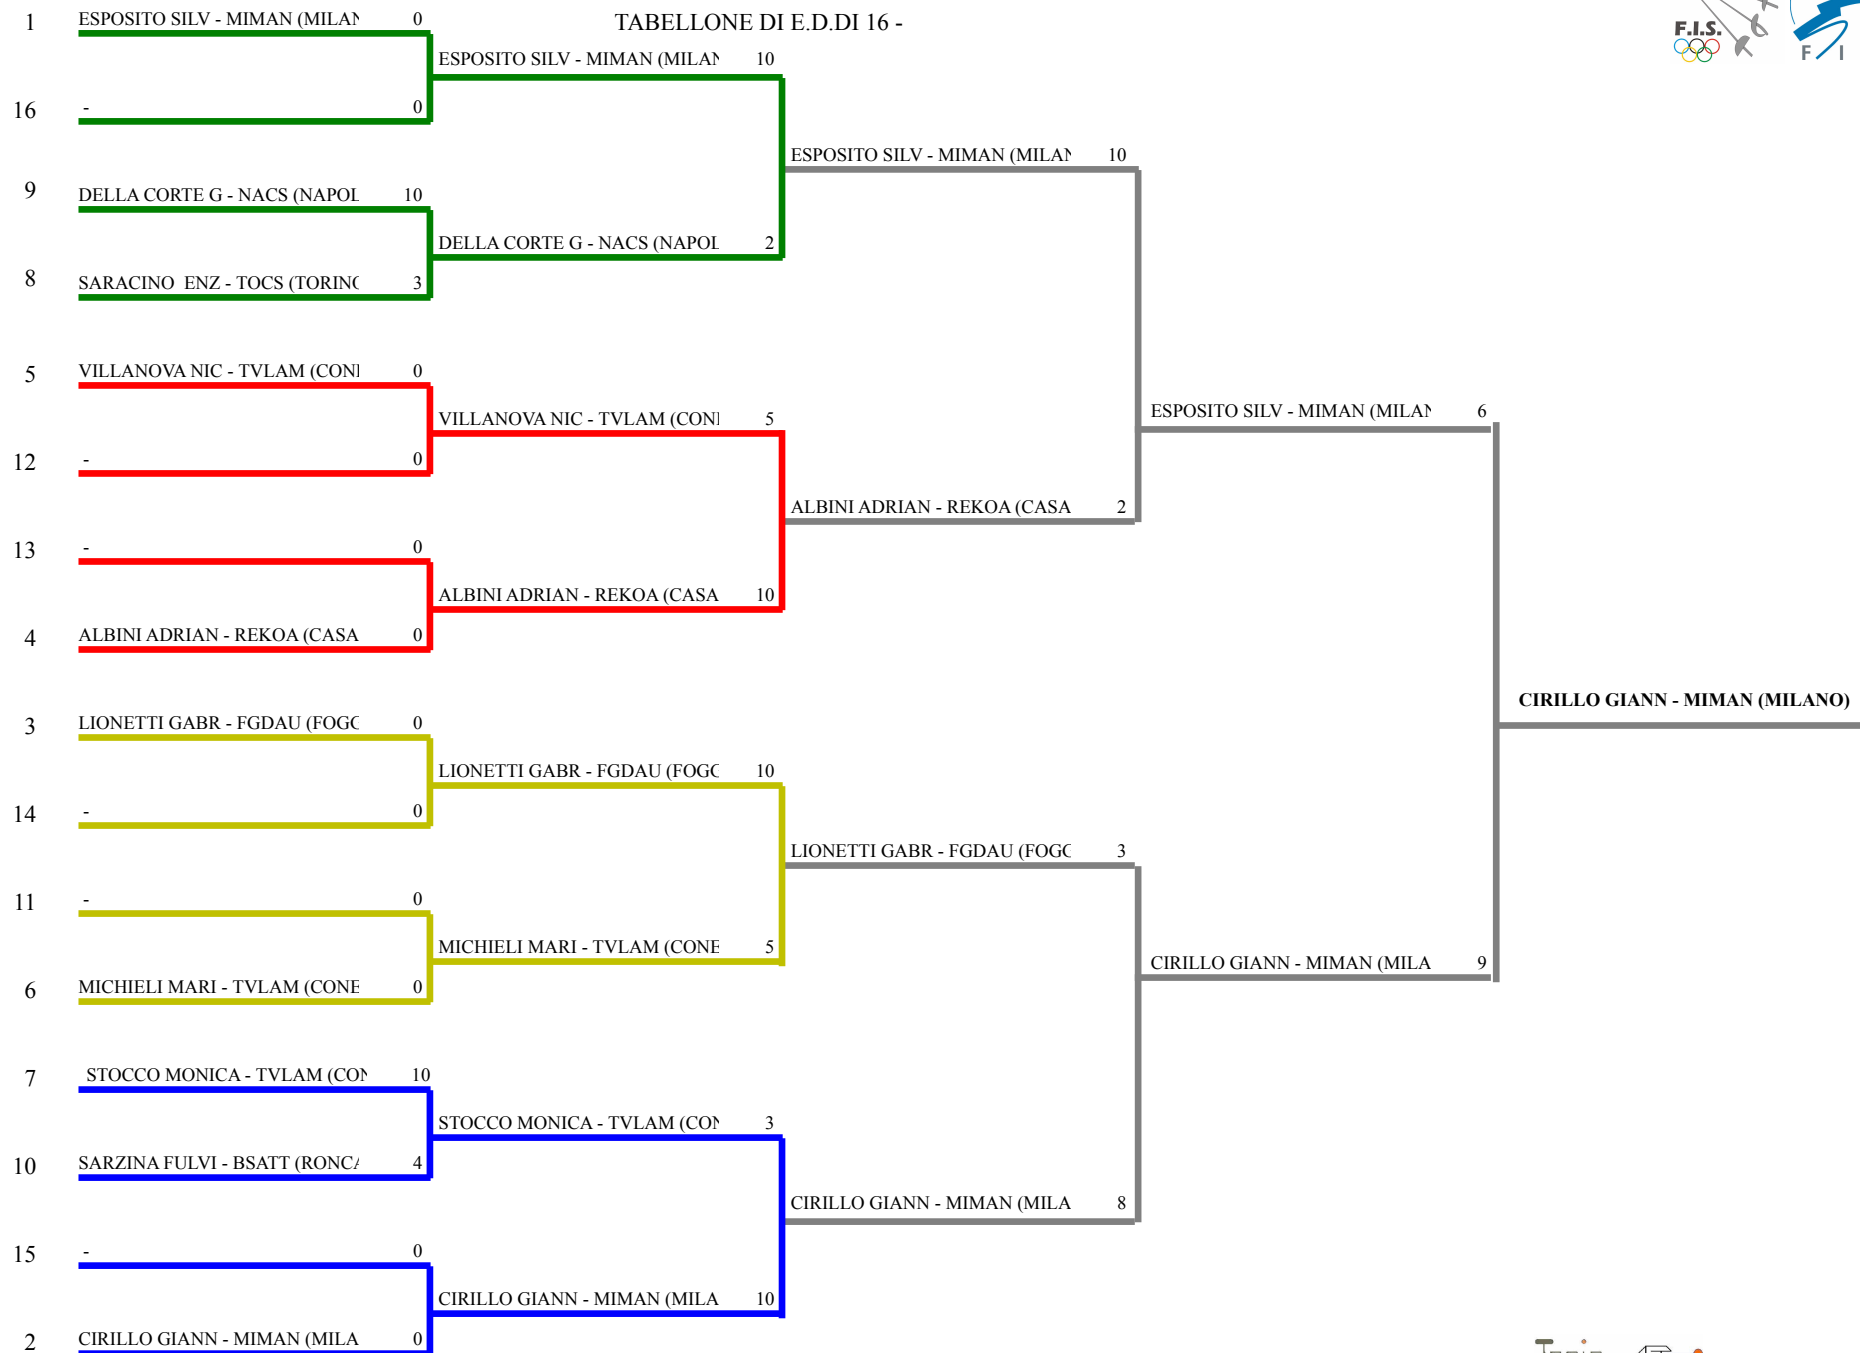 TABELLONE DI E.D.DI 16 -
F.I.S.
F I
1 ESPOSITO SILV - MIMAN (MILAN 0
ESPOSITO SILV - MIMAN (MILAN 10
16 - 0
ESPOSITO SILV - MIMAN (MILAN 10
9 DELLA CORTE G - NACS (NAPOL 10
DELLA CORTE G - NACS (NAPOL 2
8 SARACINO ENZ - TOCS (TORINO 3
5 VILLANOVA NIC - TVLAM (CONE 0
ESPOSITO SILV - MIMAN (MILAN 6
VILLANOVA NIC - TVLAM (CONE 5
12 - 0
ALBINI ADRIAN - REKOA (CASA 2
13 - 0
ALBINI ADRIAN - REKOA (CASA 10
4 ALBINI ADRIAN - REKOA (CASA 0
CIRILLO GIANN - MIMAN (MILANO)
3 LIONETTI GABR - FGDAU (FOGG 0
LIONETTI GABR - FGDAU (FOGG 10
14 - 0
LIONETTI GABR - FGDAU (FOGG 3
11 - 0
MICHIELI MARI - TVLAM (CONE 5
CIRILLO GIANN - MIMAN (MILA 9
6 MICHIELI MARI - TVLAM (CONE 0
7 STOCCO MONICA - TVLAM (CON 10
STOCCO MONICA - TVLAM (CON 3
10 SARZINA FULVI - BSATT (RONCA 4
CIRILLO GIANN - MIMAN (MILA 8
15 - 0
CIRILLO GIANN - MIMAN (MILA 10
2 CIRILLO GIANN - MIMAN (MILA 0